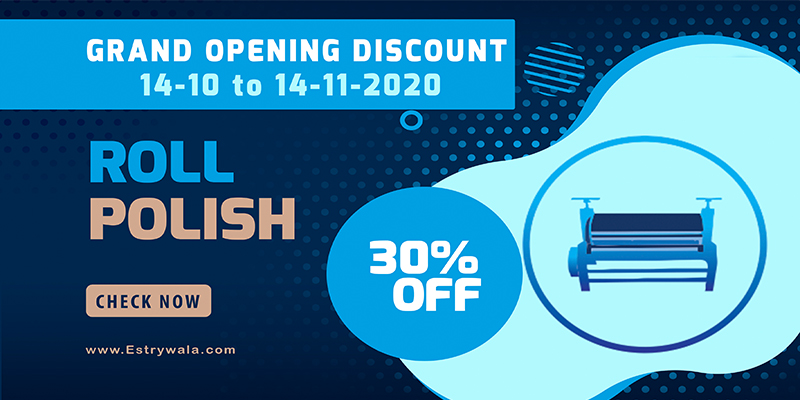 GRAND OPENING DISCOUNT
14-10 to 14-11-2020
ROLL
POLISH
30%
OFF
CHECK NOW
www.Estrywala.com